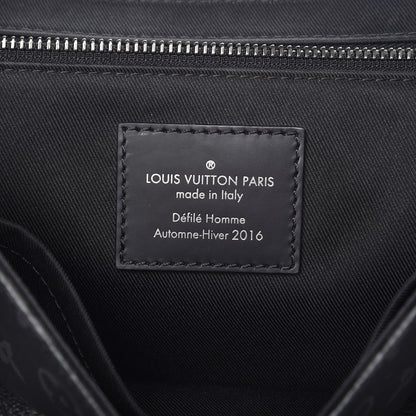 ®
LOUIS VUITTON PARIS
made in Italy
Défilé Homme
Automne-Hiver 2016